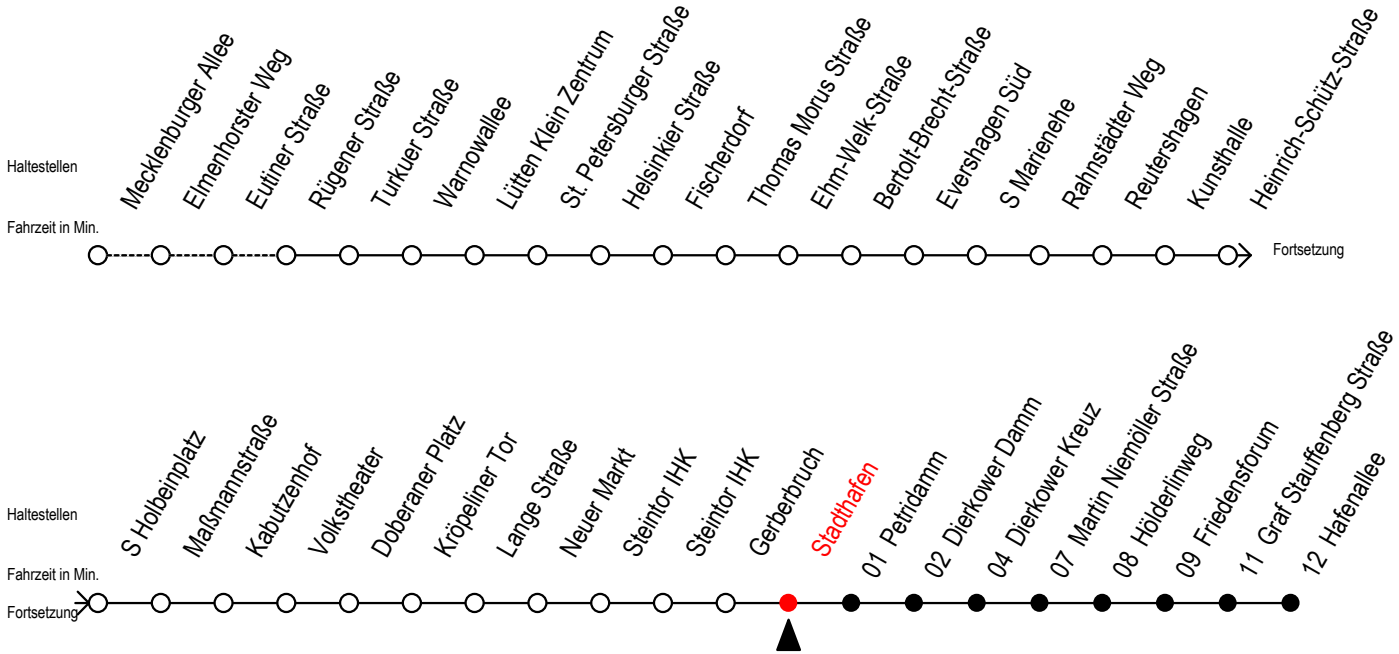 Haltestellen
Mecklenburger Allee
Elmenhorster Weg
Eutiner Straße
Rügener Straße
Turkuer Straße
Warnowallee
Lütten Klein Zentrum
St. Petersburger Straße
Helsinkier Straße
Fischerdorf
Thomas Morus Straße
Ehm-Welk-Straße
Bertolt-Brecht-Straße
Evershagen Süd
S Marienehe
Rahnstädter Weg
Reutershagen
Kunsthalle
Heinrich-Schütz-Straße
Fahrzeit in Min.
Fortsetzung
Haltestellen
S Holbeinplatz
Maßmannstraße
Kabutzenhof
Volkstheater
Doberaner Platz
Kröpeliner Tor
Lange Straße
Neuer Markt
Steintor IHK
Steintor IHK
Gerberbruch
Stadthafen
01 Petridamm
02 Dierkower Damm
04 Dierkower Kreuz
07 Martin Niemöller Straße
08 Hölderlinweg
09 Friedensforum
11 Graf Stauffenberg Straße
12 Hafenallee
Fahrzeit in Min.
Fortsetzung